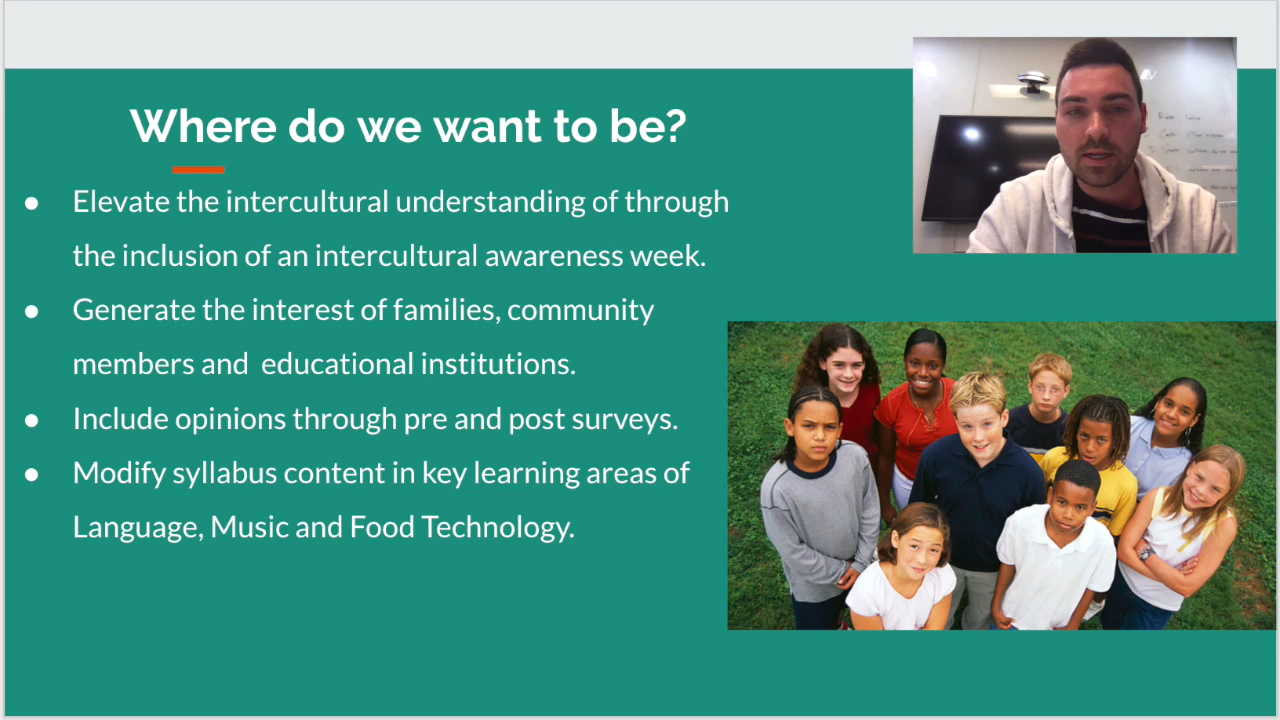 Where do we want to be?
● Elevate the intercultural understanding of through
the inclusion of an intercultural awareness week.
● Generate the interest of families, community
members and  educational institutions.
● Include opinions through pre and post surveys.
● Modify syllabus content in key learning areas of
Language, Music and Food Technology.